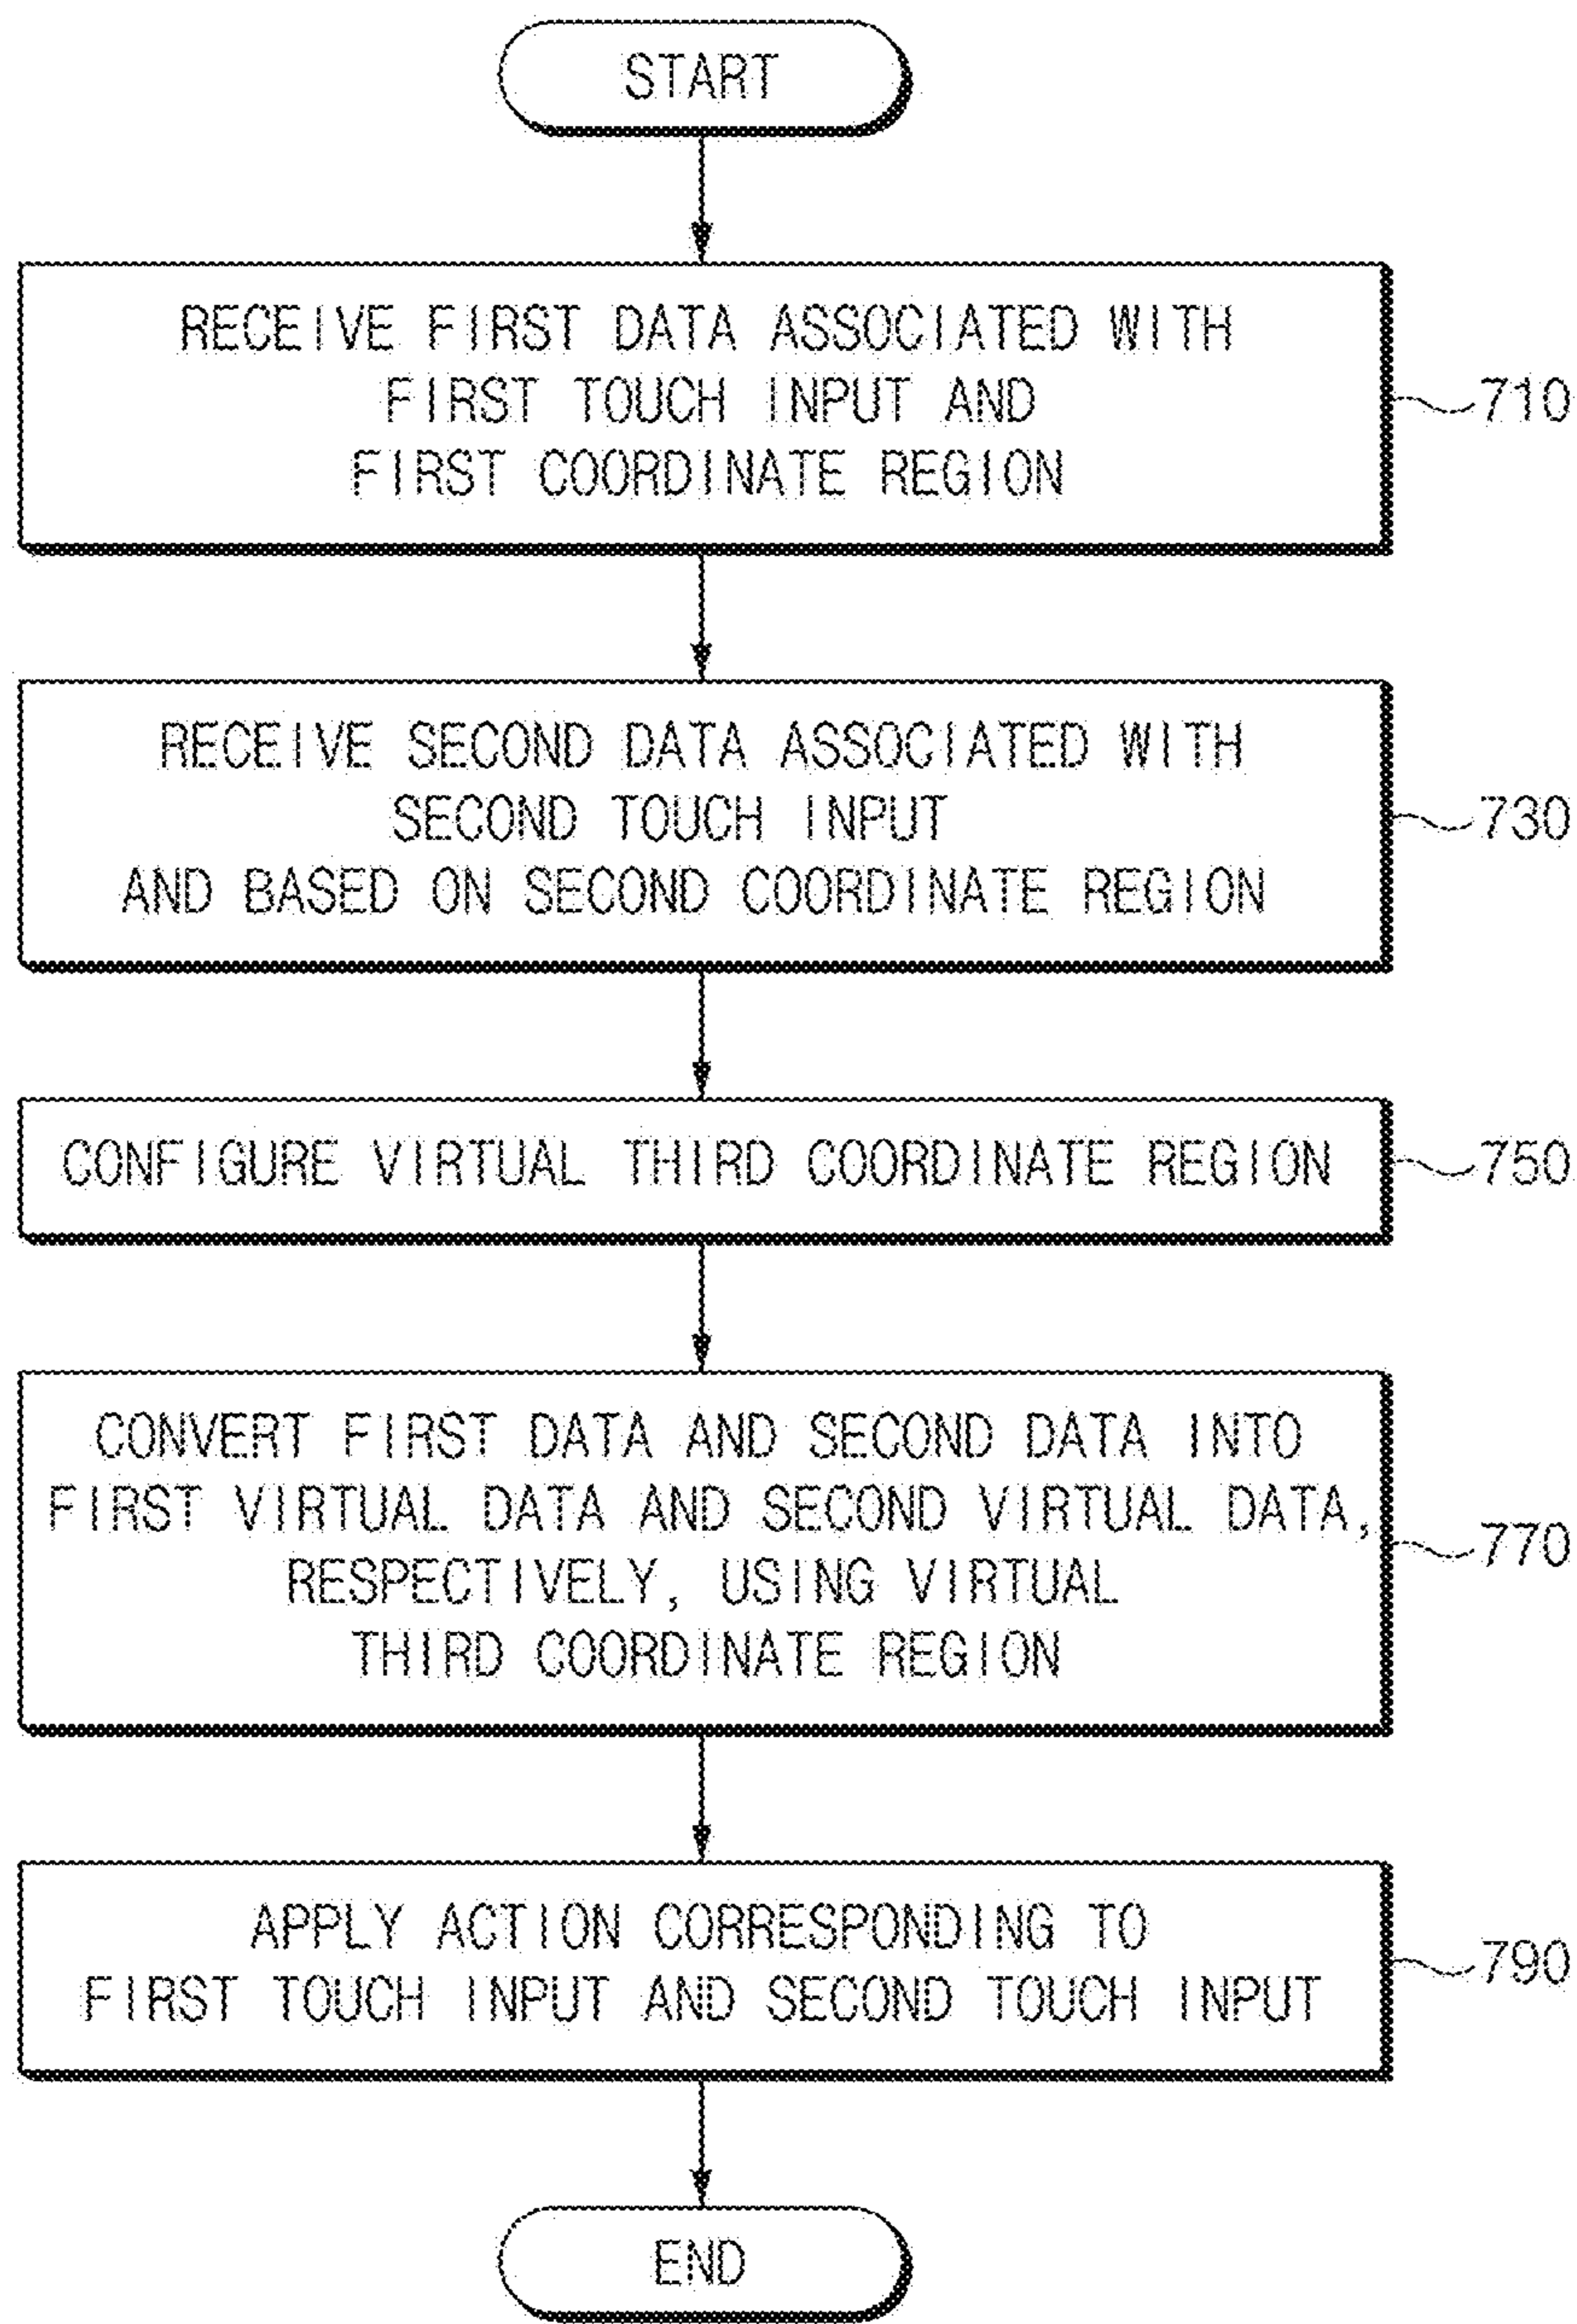 START
RECEIVE FIRST DATA ASSOCIATED WITH
FIRST TOUCH INPUT AND
FIRST COORDINATE REGION
710
RECEIVE SECOND DATA ASSOCIATED WITH
SECOND TOUCH INPUT
AND BASED ON SECOND COORDINATE REGION
730
CONFIGURE VIRTUAL THIRD COORDINATE REGION
750
CONVERT FIRST DATA AND SECOND DATA INTO
FIRST VIRTUAL DATA AND SECOND VIRTUAL DATA,
RESPECTIVELY, USING VIRTUAL
THIRD COORDINATE REGION
770
APPLY ACTION CORRESPONDING TO
FIRST TOUCH INPUT AND SECOND TOUCH INPUT
790
END